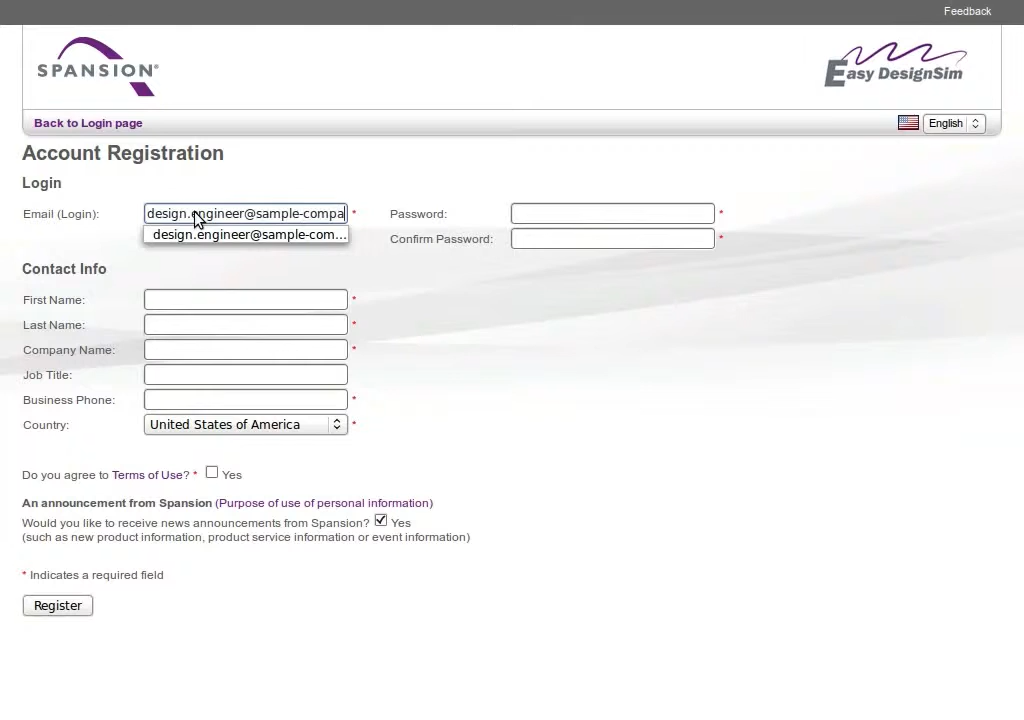 Feedback
SPANSION®
Easy DesignSim
Back to Login page
English
Account Registration
Login
Email (Login): design.engineer@sample-compa * Password: *
design.engineer@sample-com... Confirm Password: *
Contact Info
First Name: *
Last Name: *
Company Name: *
Job Title:
Business Phone: *
Country: United States of America *
Do you agree to Terms of Use? * Yes
An announcement from Spansion (Purpose of use of personal information)
Would you like to receive news announcements from Spansion? Yes
(such as new product information, product service information or event information)
* Indicates a required field
Register